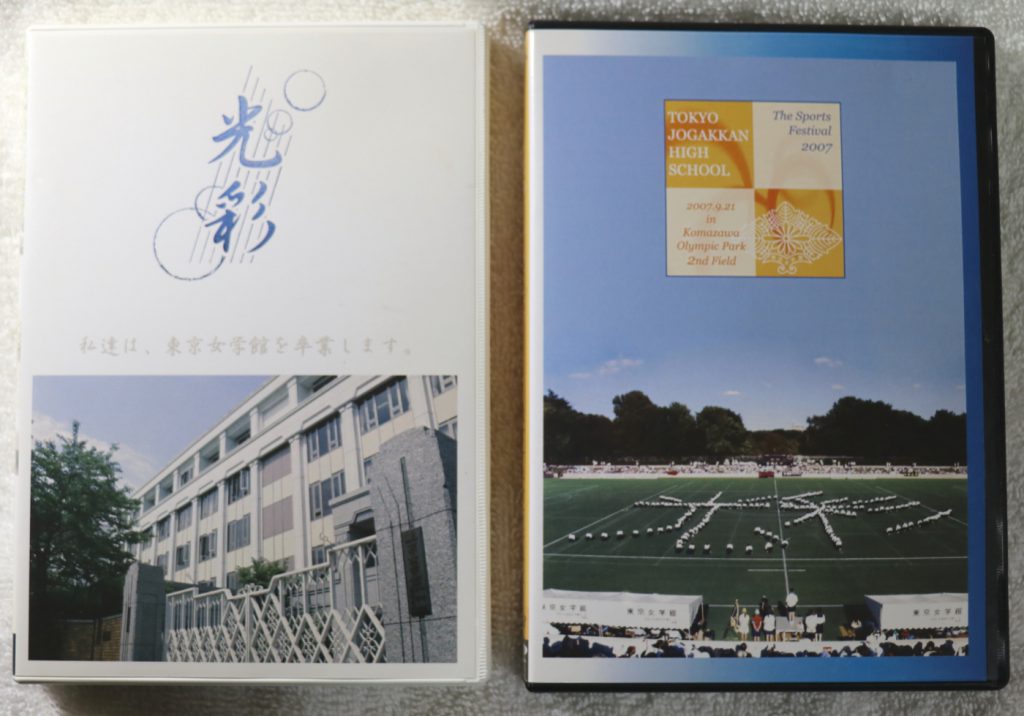 光彩
私達は、東京女学館を卒業します。
TOKYO
JOGAKKAN
HIGH
SCHOOL
The Sports
Festival
2007
2007.9.21
in
Komazawa
Olympic Park
2nd Field
光彩
東京女学館
東京女学館
東京女学館